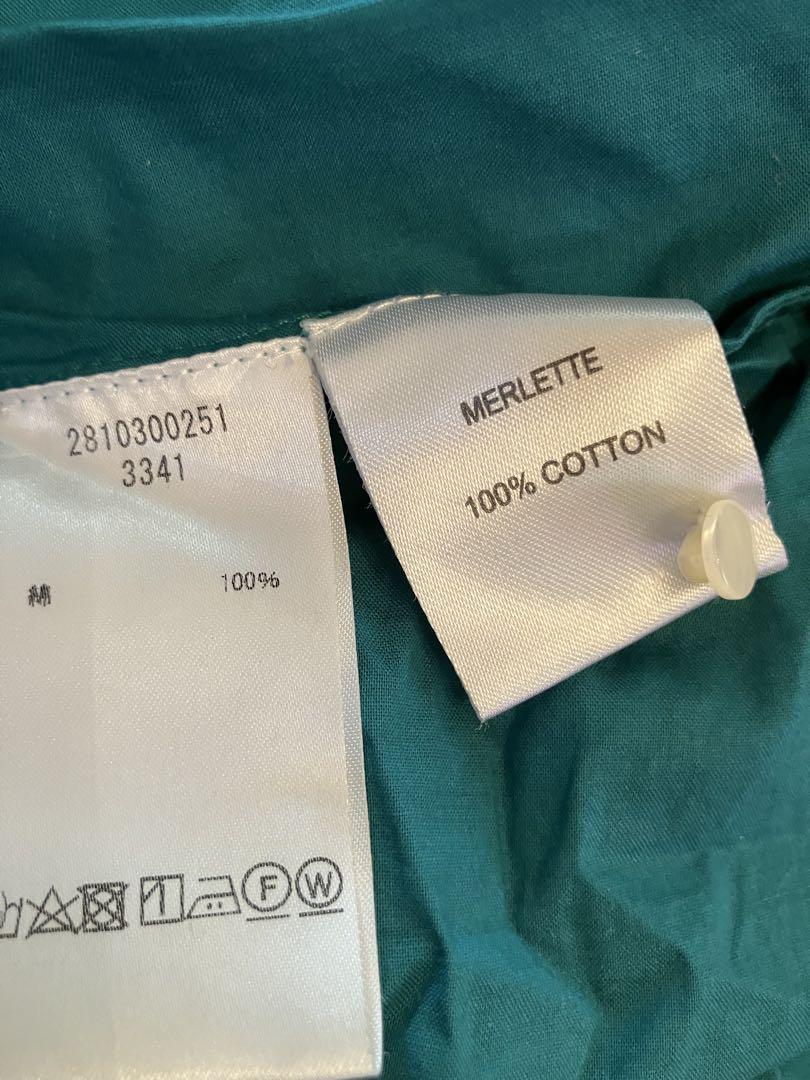 2810300251
3341
綿 100%
F W
MERLETTE
100% COTTON